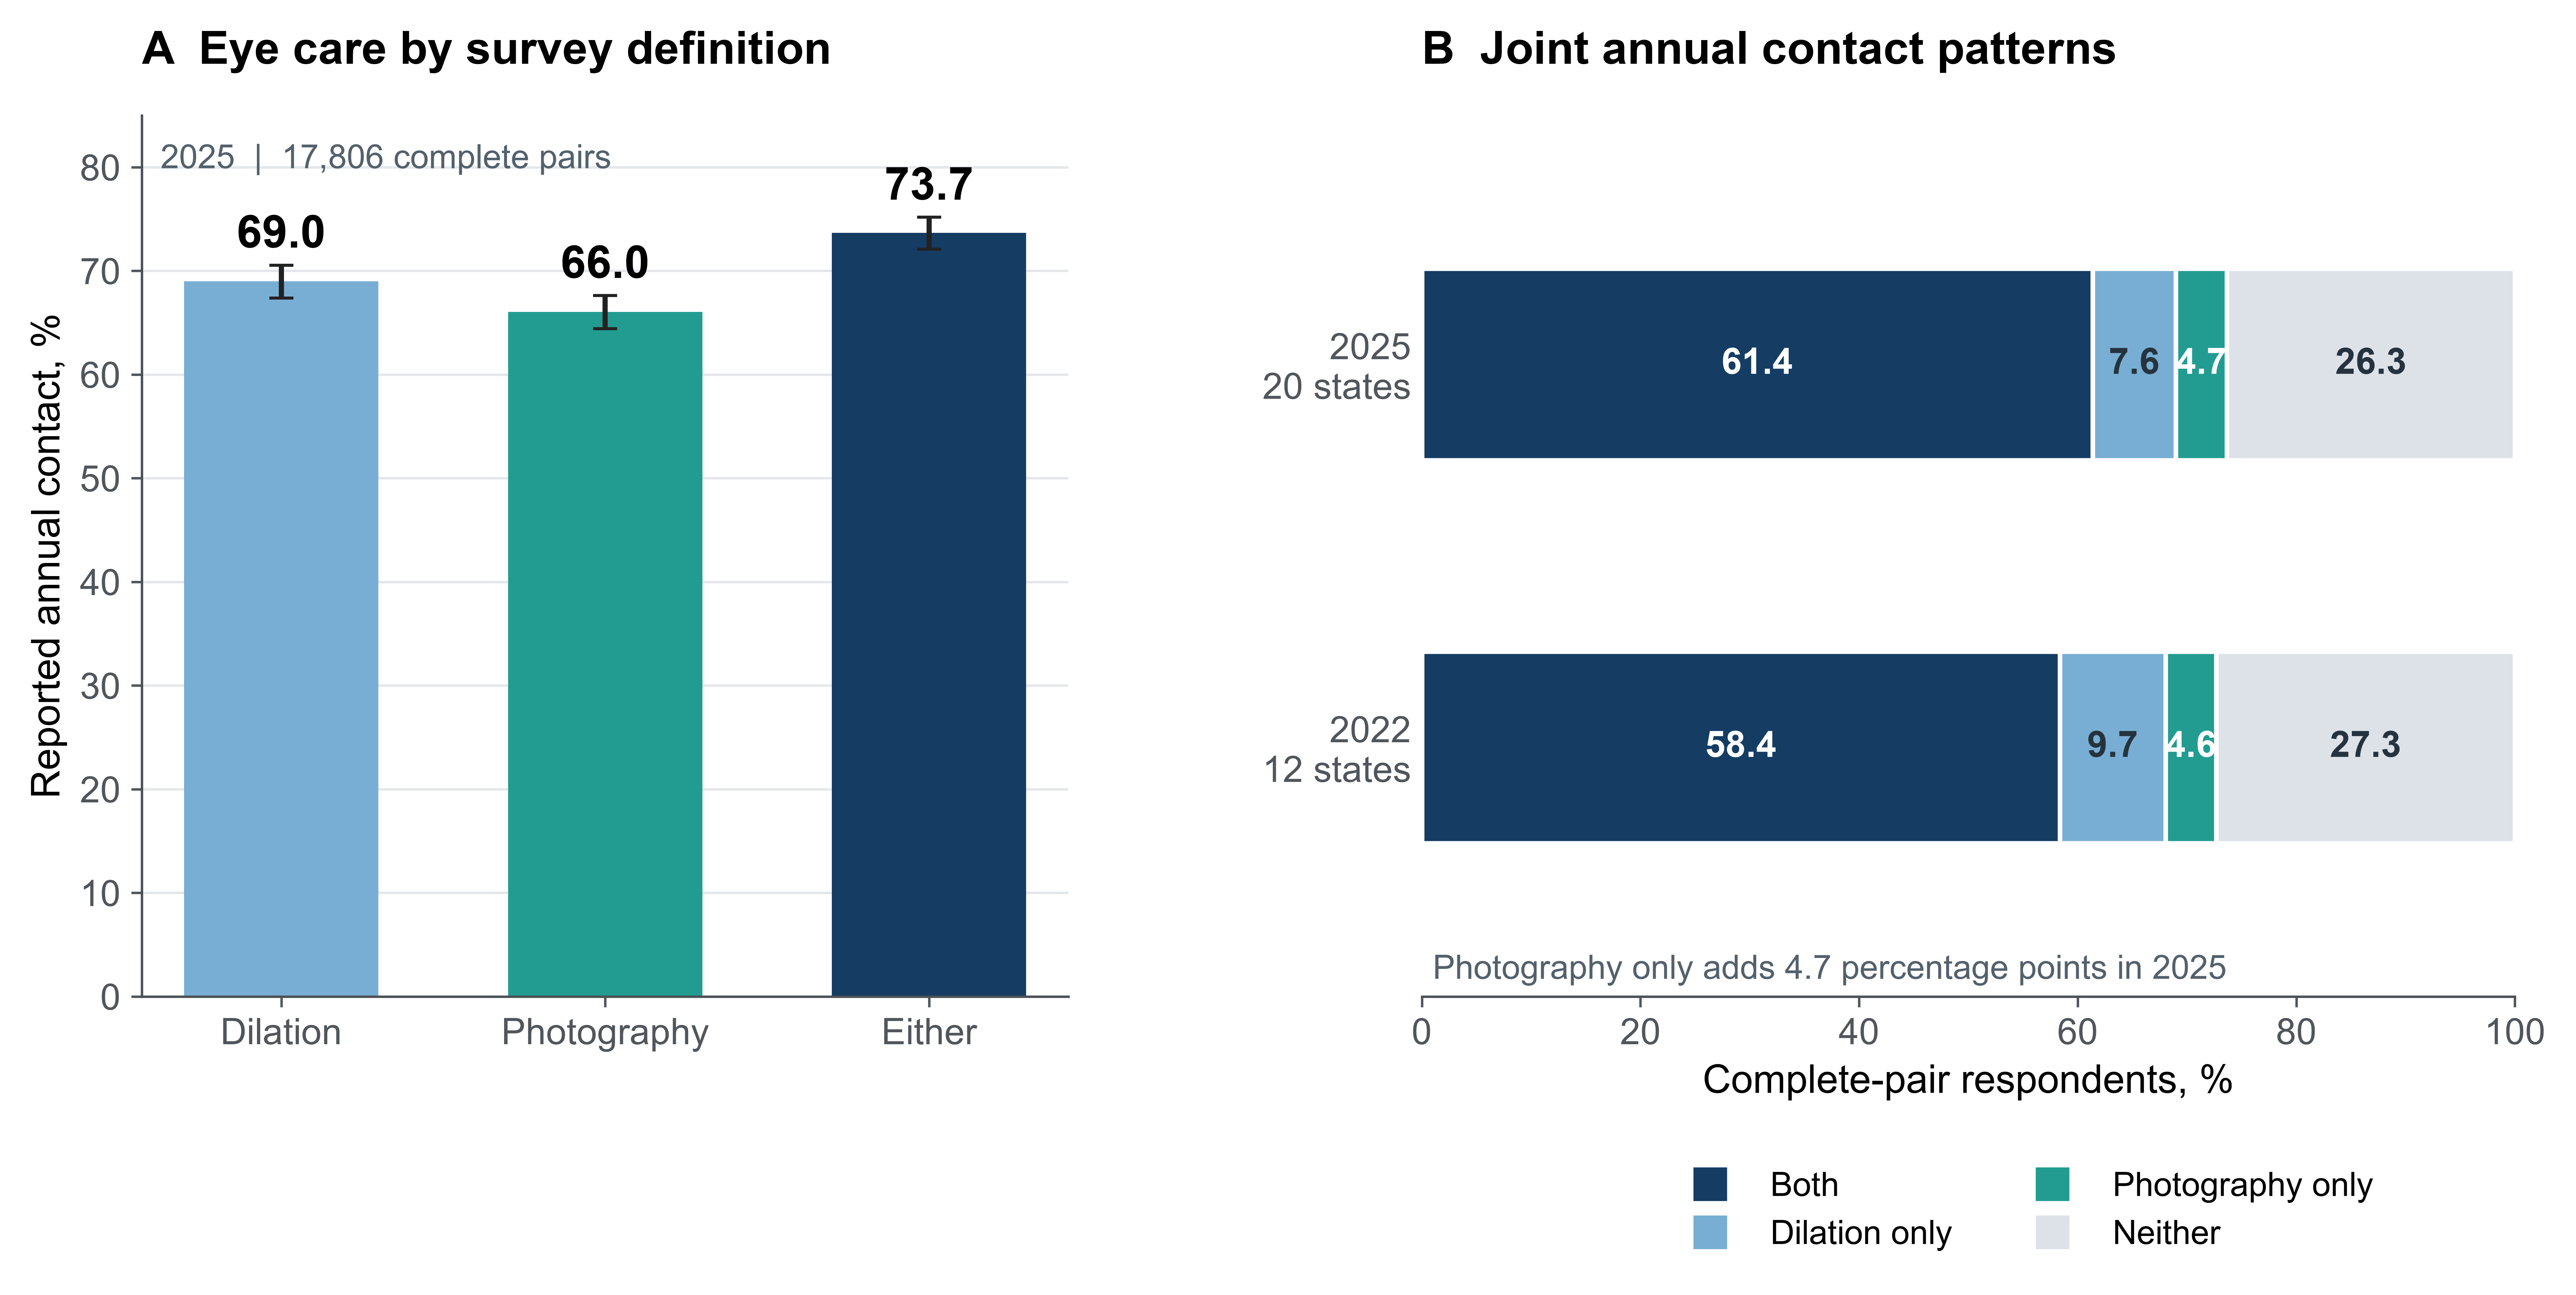 A Eye care by survey definition
2025 | 17,806 complete pairs
Reported annual contact, %
80
70
60
50
40
30
20
10
0
69.0
66.0
73.7
Dilation
Photography
Either
B Joint annual contact patterns
2025
20 states
61.4
7.6
4.7
26.3
2022
12 states
58.4
9.7
4.6
27.3
Photography only adds 4.7 percentage points in 2025
0
20
40
60
80
100
Complete-pair respondents, %
Both
Photography only
Dilation only
Neither